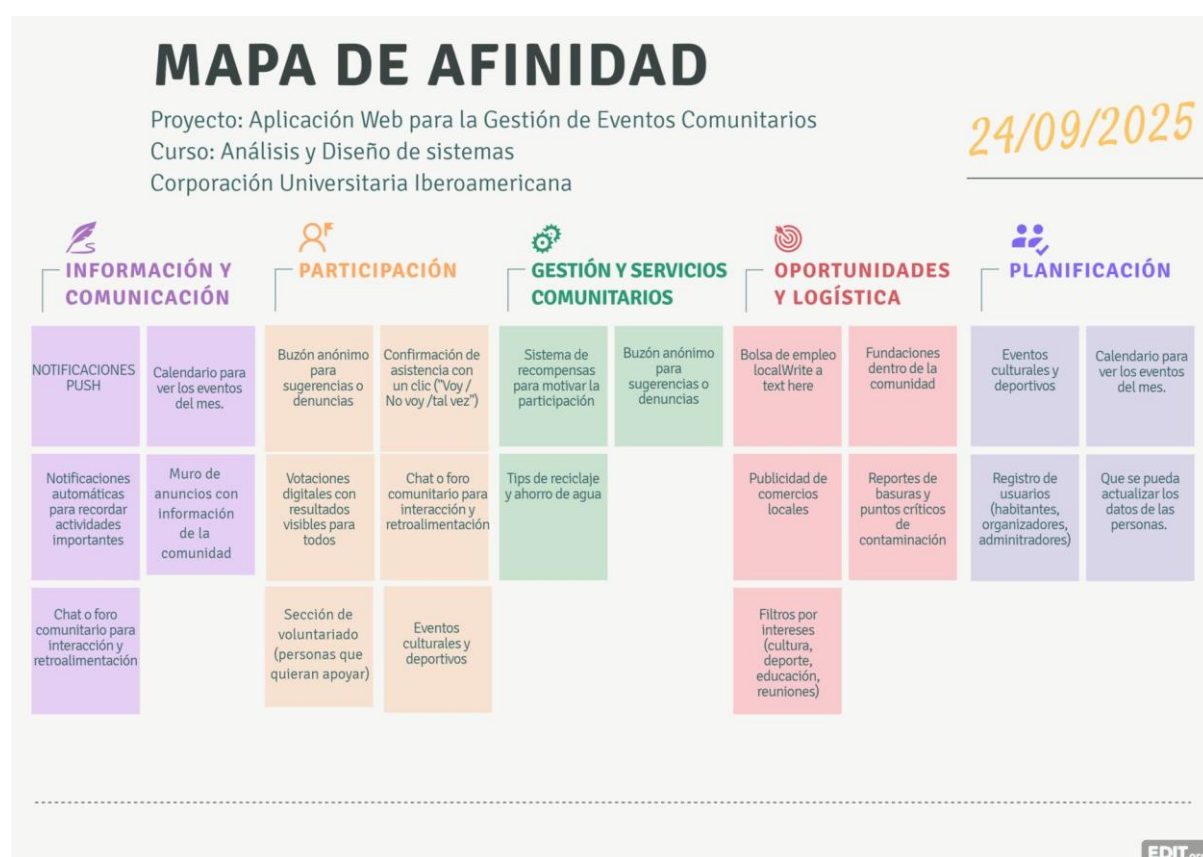 MAPA DE AFINIDAD
Proyecto: Aplicación Web para la Gestión de Eventos Comunitarios
Curso: Análisis y Diseño de sistemas
Corporación Universitaria Iberoamericana
24/09/2025
INFORMACIÓN Y
COMUNICACIÓN
NOTIFICACIONES
PUSH
Calendario para
ver los eventos
del mes.
Notificaciones
automáticas
para recordar
actividades
importantes
Muro de
anuncios con
información
de la
comunidad
Chat o foro
comunitario para
interacción y
retroalimentación
PARTICIPACIÓN
Buzón anónimo
para
sugerencias o
denuncias
Confirmación de
asistencia con
un clic ("Voy /
No voy /tal vez")
Votaciones
digitales con
resultados
visibles para
todos
Chat o foro
comunitario para
interacción y
retroalimentación
Sección de
voluntariado
(personas que
quieran apoyar)
Eventos
culturales y
deportivos
GESTIÓN Y SERVICIOS
COMUNITARIOS
Sistema de
recompensas
para motivar la
participación
Buzón anónimo
para
sugerencias o
denuncias
Tips de reciclaje
y ahorro de agua
OPORTUNIDADES
Y LOGÍSTICA
Bolsa de empleo
localWrite a
text here
Fundaciones
dentro de la
comunidad
Publicidad de
comercios
locales
Reportes de
basuras y
puntos críticos
de
contaminación
Filtros por
intereses
(cultura,
deporte,
educación,
reuniones)
PLANIFICACIÓN
Eventos
culturales y
deportivos
Calendario para
ver los eventos
del mes.
Registro de
usuarios
(habitantes,
organizadores,
adminitradores)
Que se pueda
actualizar los
datos de las
personas.
EDIT